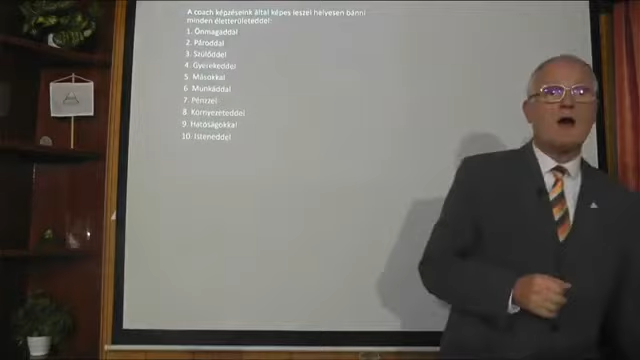 A coach képzéseink által képes leszel helyesen bánni
minden életterületeddel:
1. Önmagaddal
2. Pároddal
3. Szülőddel
4. Gyerekeddel
5. Másokkal
6. Munkáddal
7. Pénzzel
8. Környezeteddel
9. Hatóságokkal
10. Isteneddel